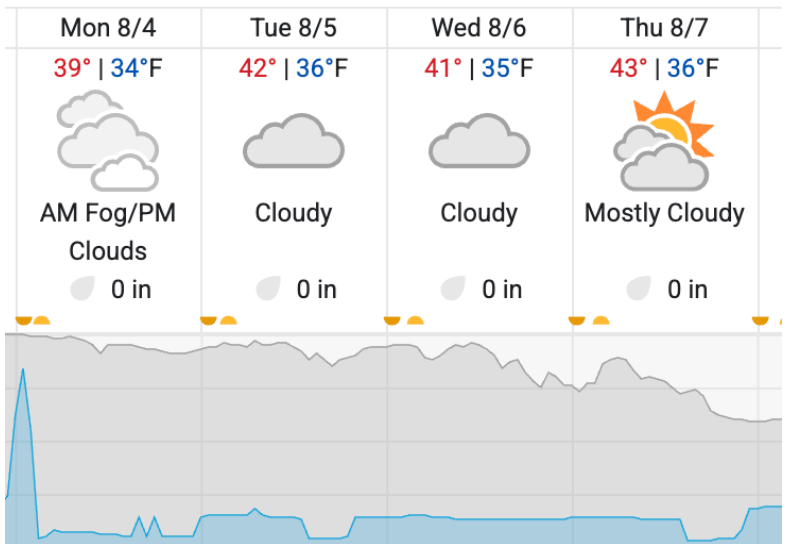 Mon 8/4
Tue 8/5
Wed 8/6
Thu 8/7
39° | 34°F
42° | 36°F
41° | 35°F
43° | 36°F
AM Fog/PM
Clouds
Cloudy
Cloudy
Mostly Cloudy
0 in
0 in
0 in
0 in